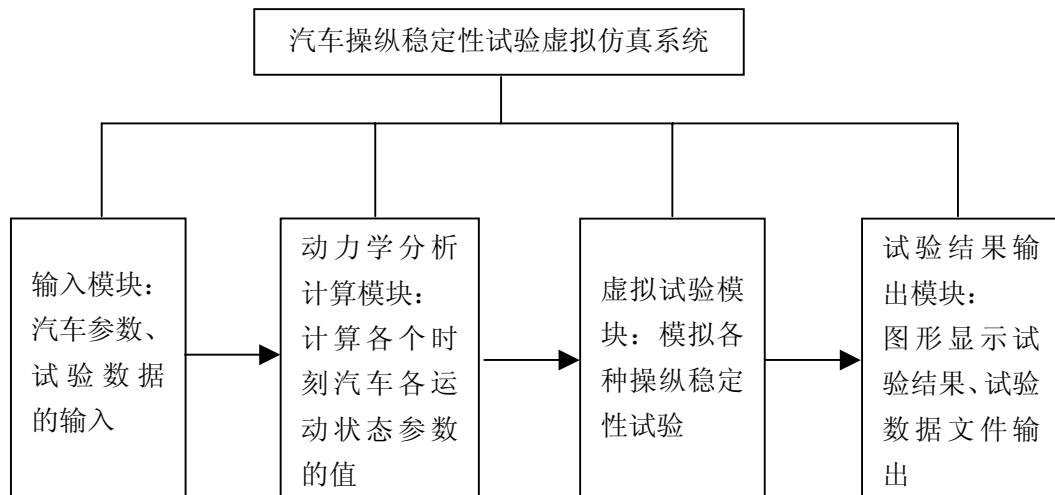 汽车操纵稳定性试验虚拟仿真系统
输入模块：
汽车参数、
试验数据
的输入
动力学分析
计算模块：
计算各个时
刻汽车各运
动状态参数
的值
虚拟试验模
块：模拟各
种操纵稳定
性试验
试验结果输
出模块：
图形显示试
验结果、试验
数据文件输
出